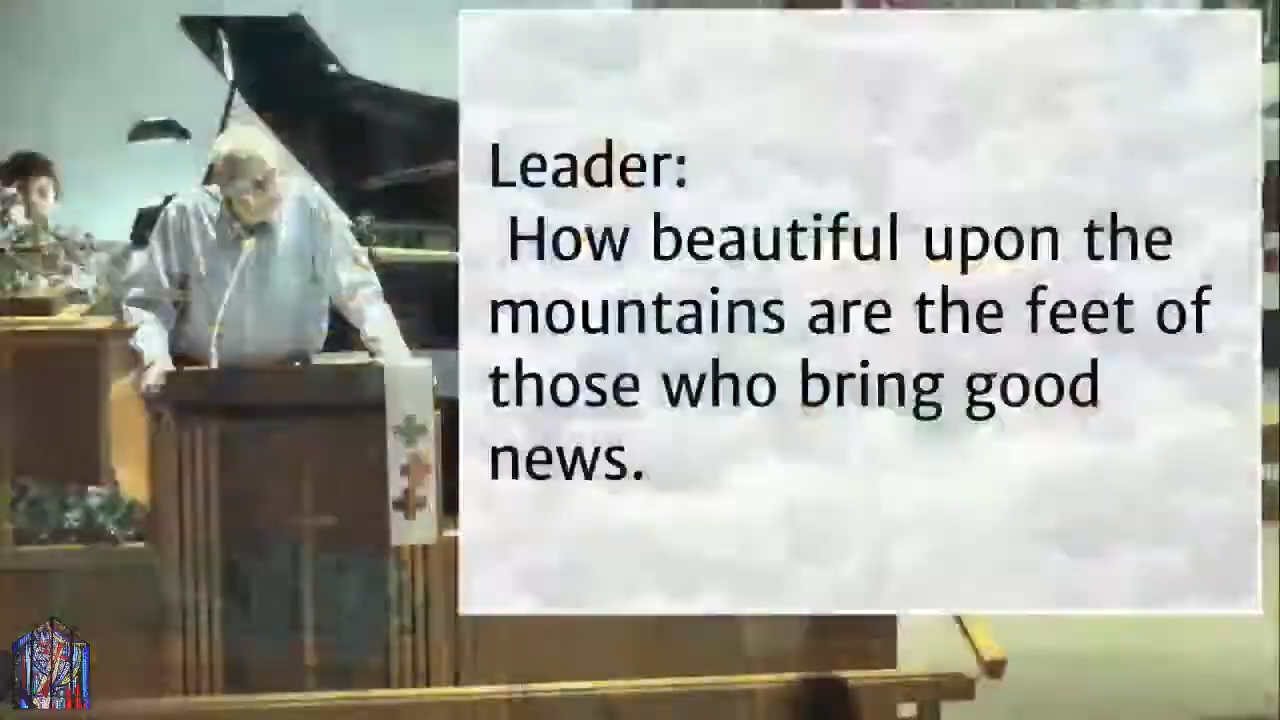 Leader:
How beautiful upon the
mountains are the feet of
those who bring good
news.